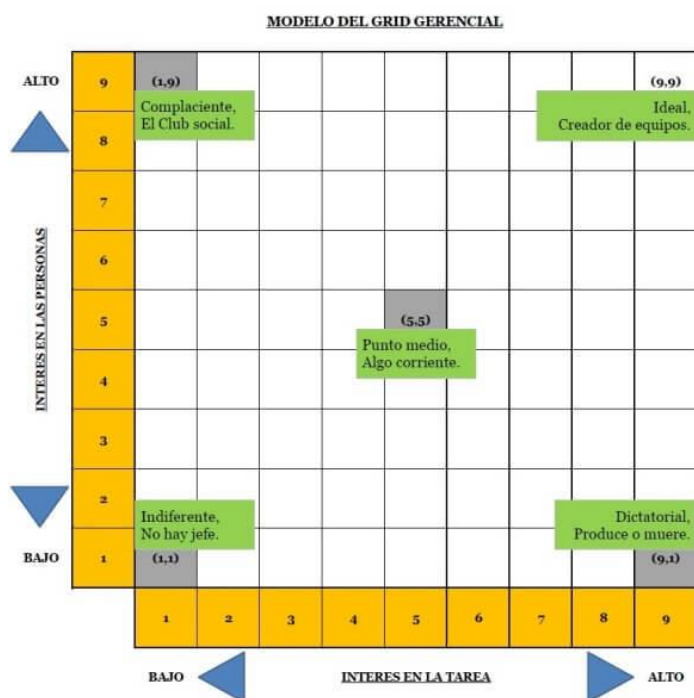 MODELO DEL GRID GERENCIAL
ALTO
9
(1,9)
(9,9)
Complaciente,
El Club social.
Ideal,
Creador de equipos.
8
7
6
INTERES EN LAS PERSONAS
5
(5,5)
Punto medio,
Algo corriente.
4
3
2
Indiferente,
No hay jefe.
Dictatorial,
Produce o muere.
BAJO
1
(1,1)
(9,1)
1 2 3 4 5 6 7 8 9
BAJO
INTERES EN LA TAREA
ALTO